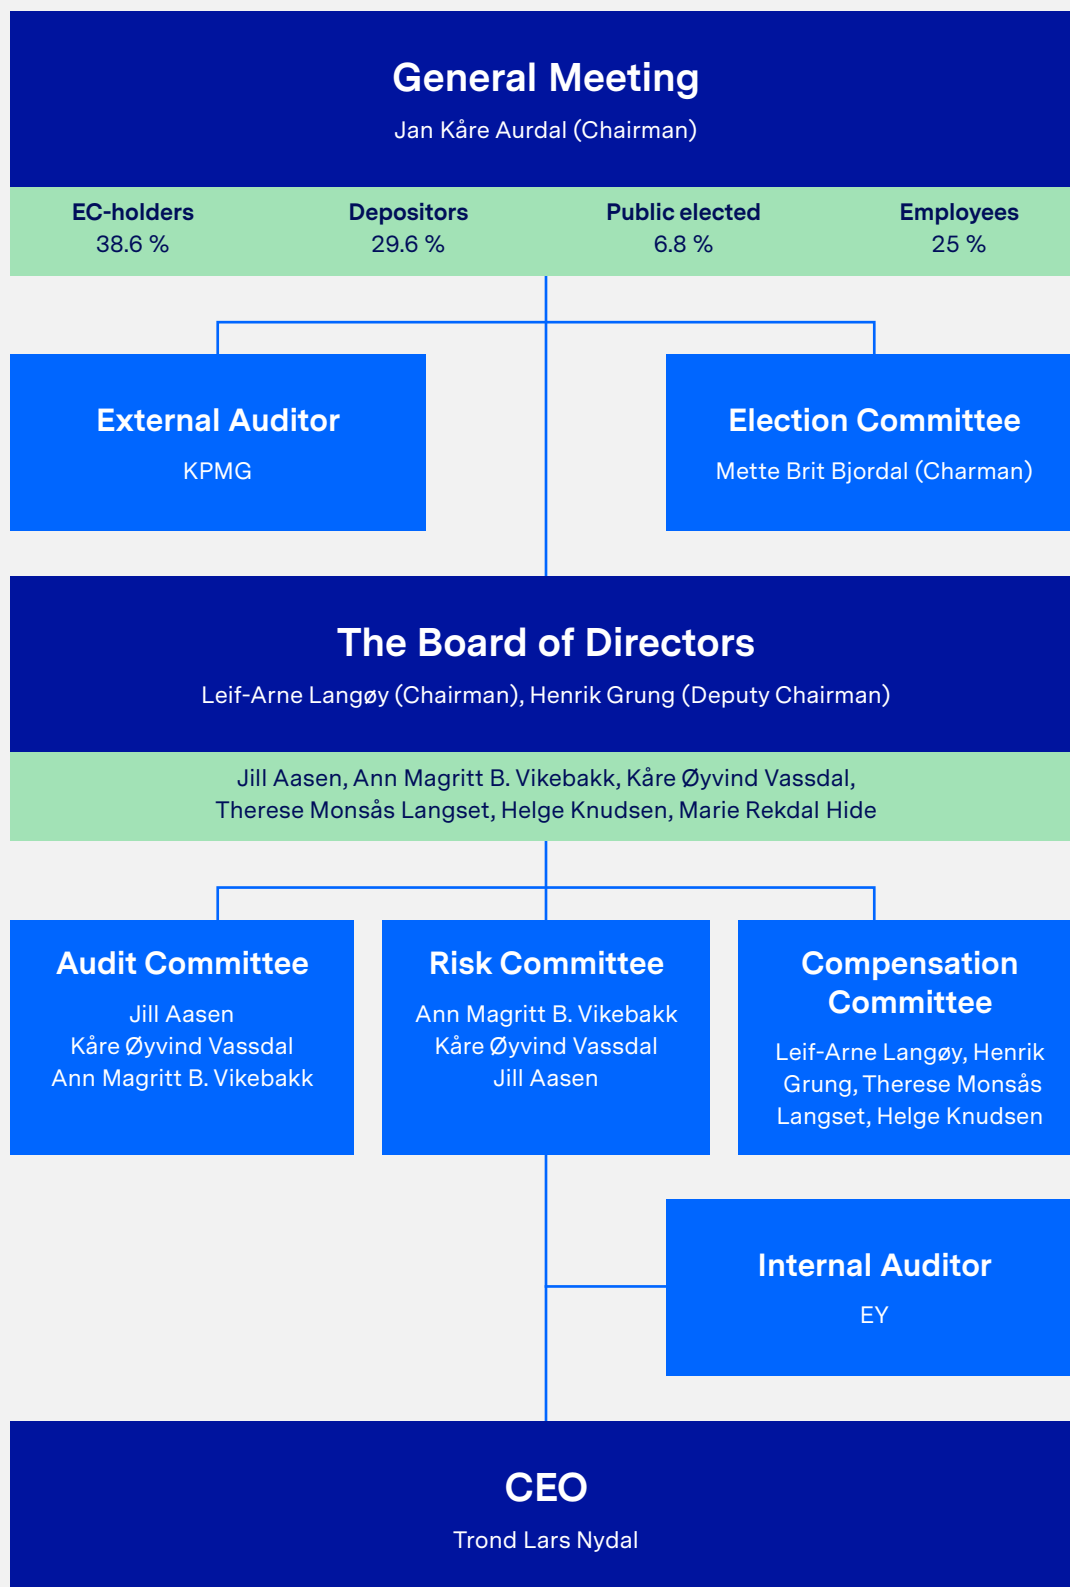 General Meeting
Jan Kåre Aurdal (Chairman)
EC-holders
38.6 %
Depositors
29.6 %
Public elected
6.8 %
Employees
25 %
External Auditor
KPMG
Election Committee
Mette Brit Bjordal (Charman)
The Board of Directors
Leif-Arne Langøy (Chairman), Henrik Grung (Deputy Chairman)
Jill Aasen, Ann Magritt B. Vikebakk, Kåre Øyvind Vassdal,
Therese Monsås Langset, Helge Knudsen, Marie Rekdal Hide
Audit Committee
Jill Aasen
Kåre Øyvind Vassdal
Ann Magritt B. Vikebakk
Risk Committee
Ann Magritt B. Vikebakk
Kåre Øyvind Vassdal
Jill Aasen
Compensation
Committee
Leif-Arne Langøy, Henrik
Grung, Therese Monsås
Langset, Helge Knudsen
Internal Auditor
EY
CEO
Trond Lars Nydal